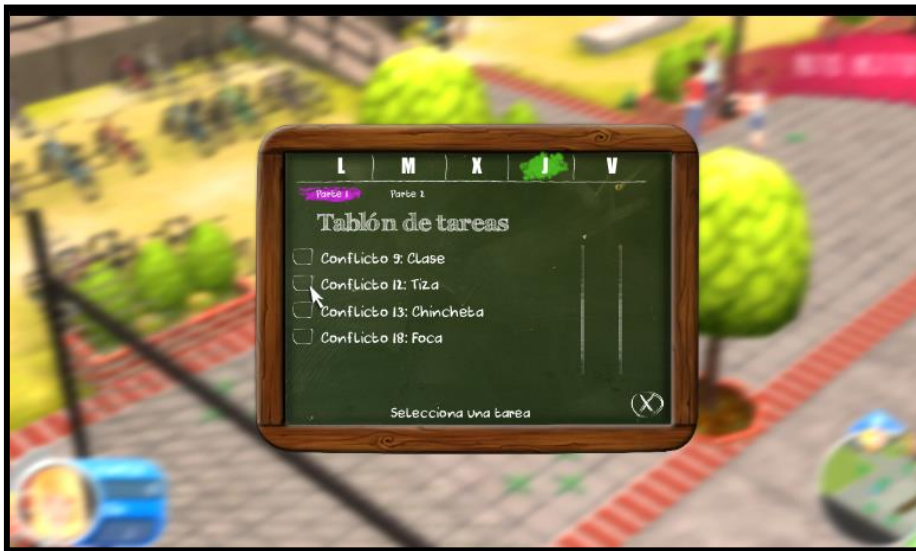 L M X J V
Parte 1 Parte 2
Tablón de tareas
Conflicto 9: Clase
Conflicto 12: Tiza
Conflicto 13: Chincheta
Conflicto 18: Foca
Selecciona una tarea
X